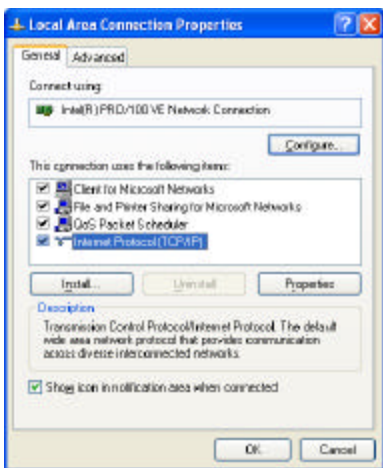 Local Area Connection Properties
General Advanced
Connect using:
Intel(R) PRO/100 VE Network Connection
Configure...
This connection uses the following items:
Client for Microsoft Networks
File and Printer Sharing for Microsoft Networks
QoS Packet Scheduler
Internet Protocol (TCP/IP)
Install... Uninstall Properties
Description
Transmission Control Protocol/Internet Protocol. The default
wide area network protocol that provides communication
across diverse interconnected networks.
Show icon in notification area when connected
OK Cancel